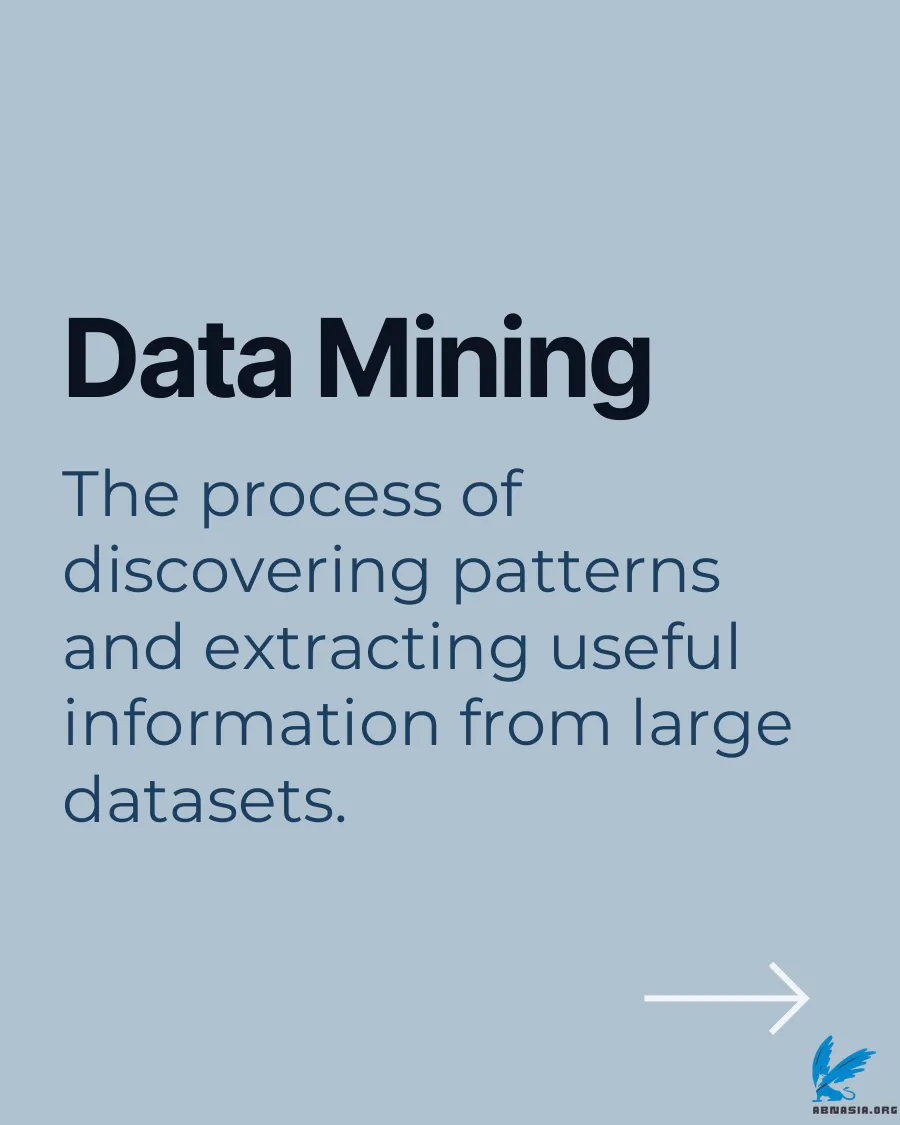 Data Mining
The process of
discovering patterns
and extracting useful
information from large
datasets.
ABNASIA.ORG